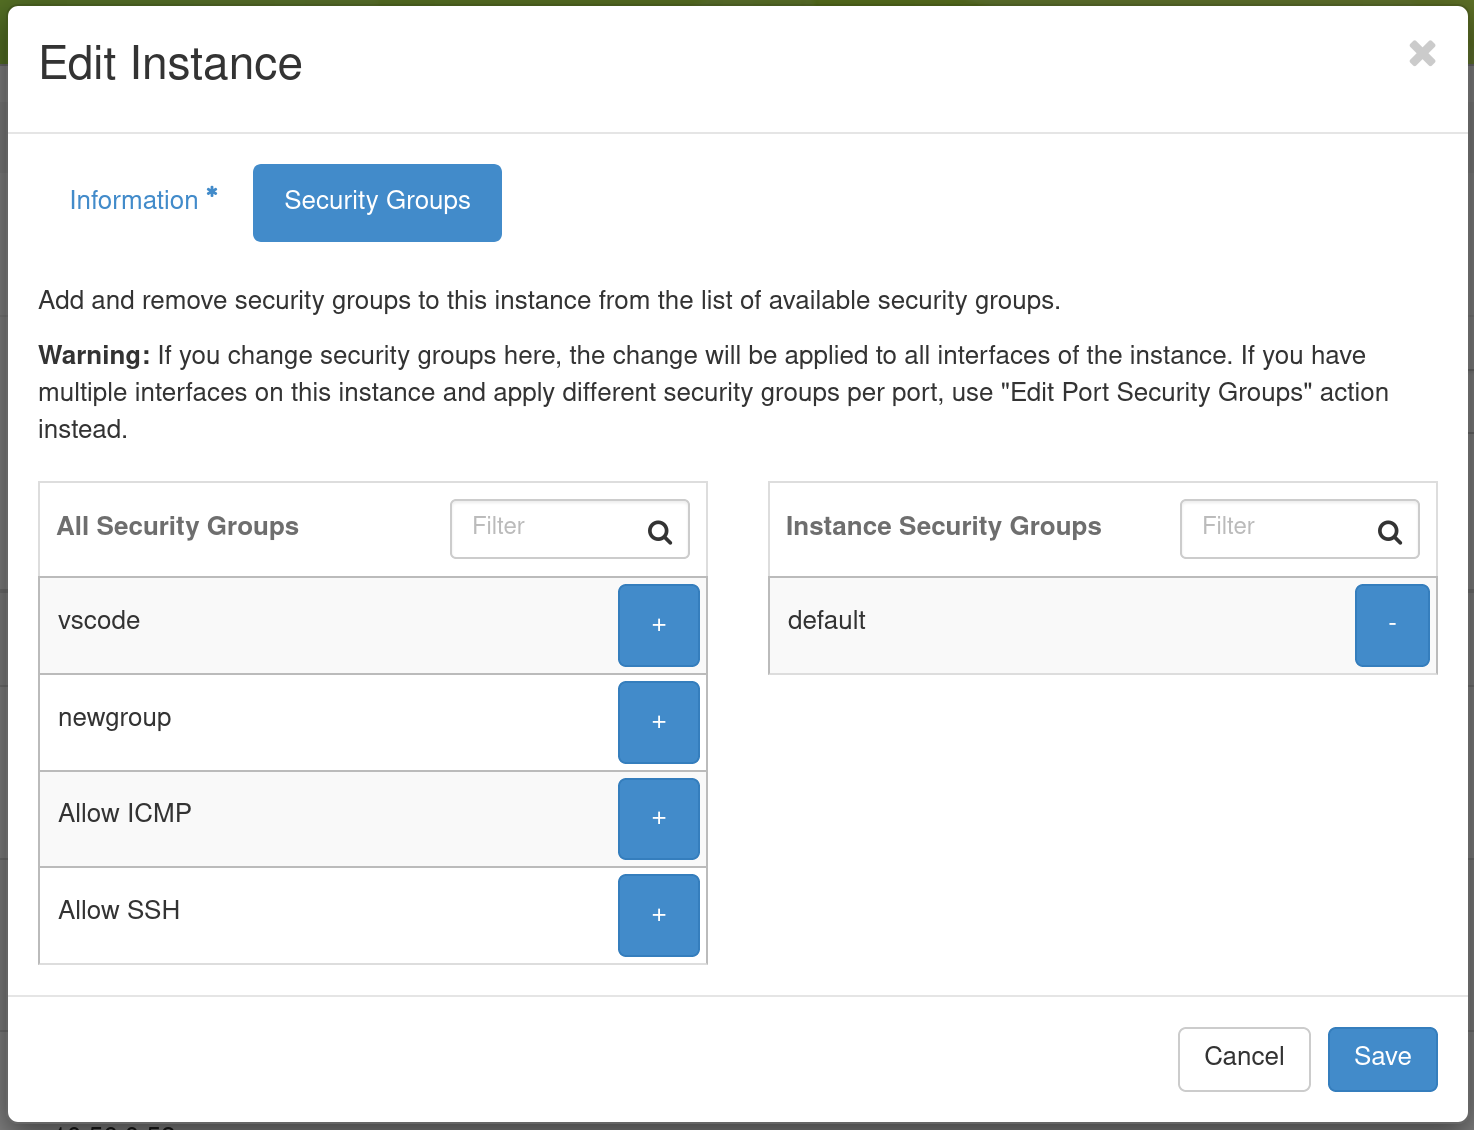 Edit Instance
Information *
Security Groups
Add and remove security groups to this instance from the list of available security groups.
Warning: If you change security groups here, the change will be applied to all interfaces of the instance. If you have
multiple interfaces on this instance and apply different security groups per port, use "Edit Port Security Groups" action
instead.
All Security Groups
Filter
vscode
+
newgroup
+
Allow ICMP
+
Allow SSH
+
Instance Security Groups
Filter
default
-
Cancel
Save